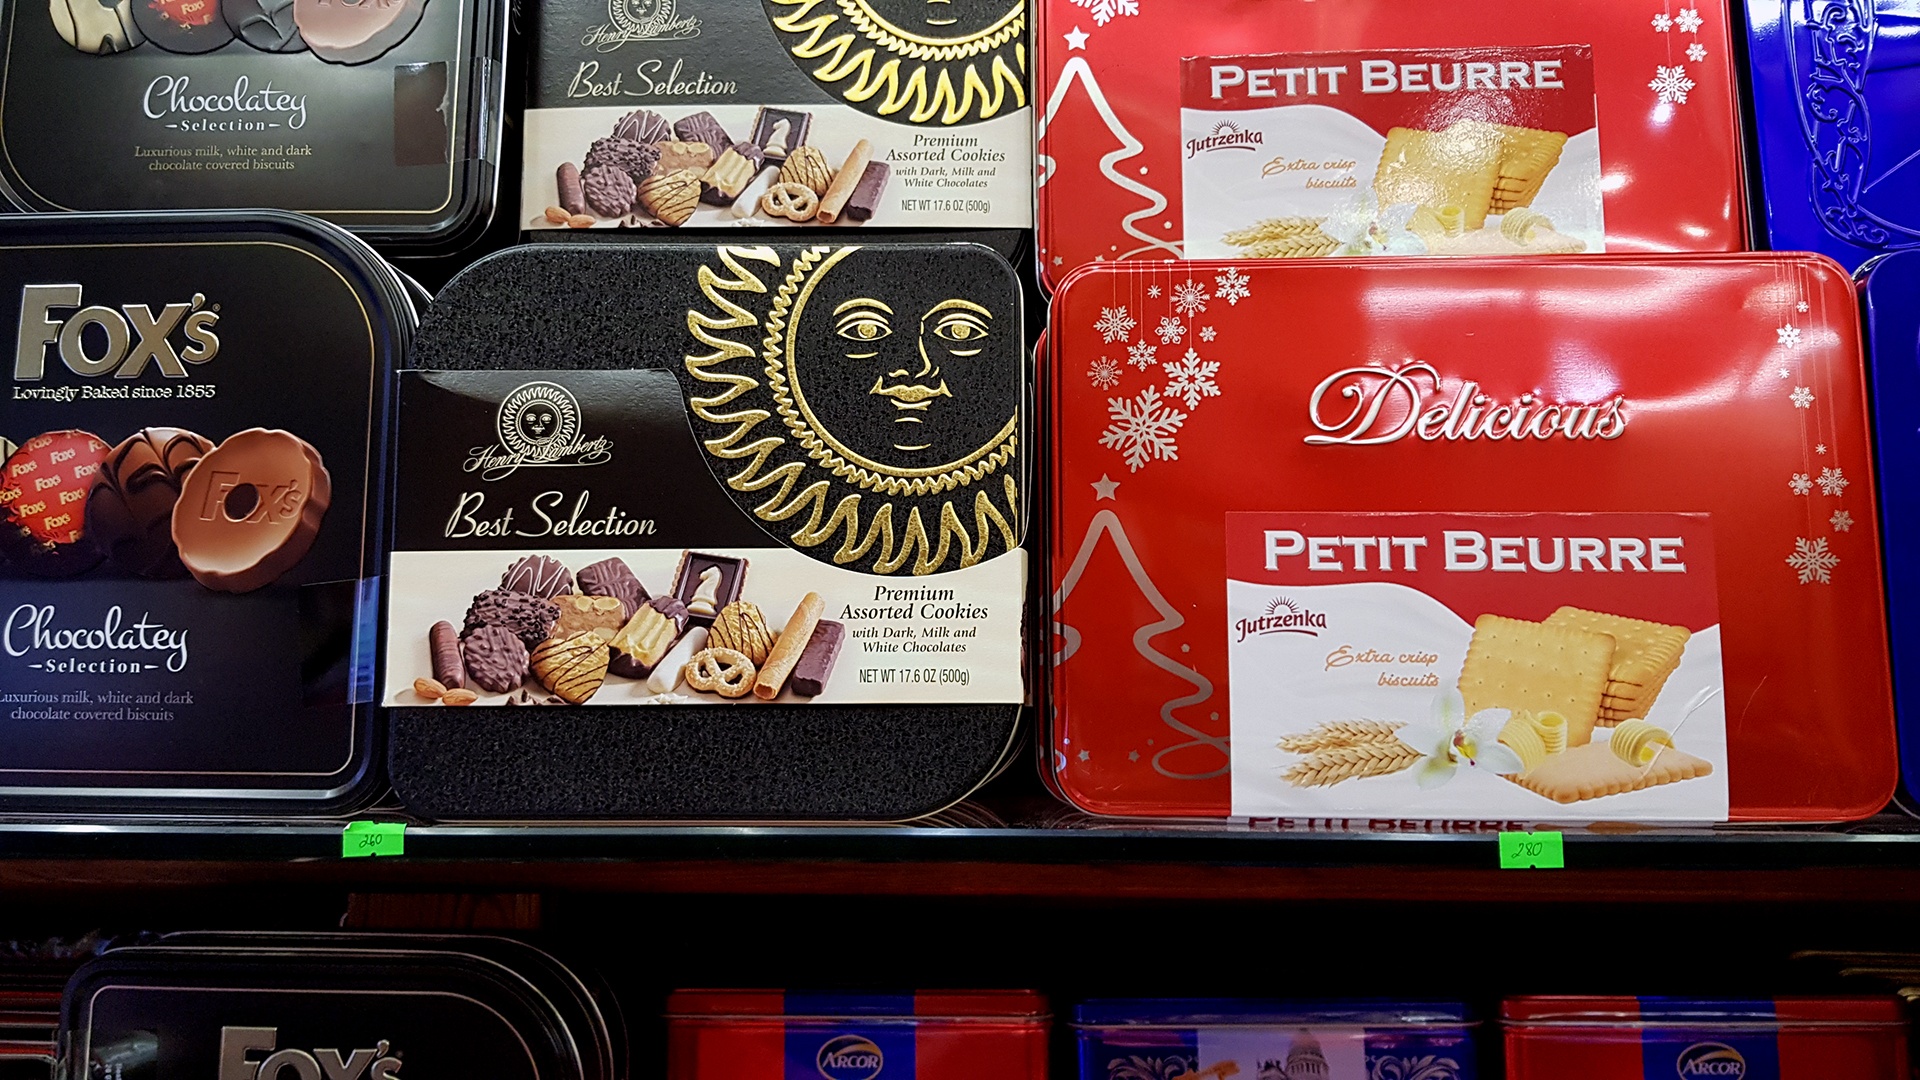 Chocolatey
-Selection-
Luxurious milk, white and dark
chocolate covered biscuits
Henry Lambertz
Best Selection
Premium
Assorted Cookies
with Dark, Milk and
White Chocolates
NET WT 17.6 OZ (500g)
PETIT BEURRE
Jutrzenka
Extra crisp
biscuits
FOX'S
Lovingly Baked since 1853
Fox's
FOX'S
Chocolatey
-Selection-
Luxurious milk, white and dark
chocolate covered biscuits
Henry Lambertz
Best Selection
Premium
Assorted Cookies
with Dark, Milk and
White Chocolates
NET WT 17.6 OZ (500g)
Delicious
PETIT BEURRE
Jutrzenka
Extra crisp
biscuits
PETIT BEURRE
260
280
FOX'S
ARCOR
ARCOR